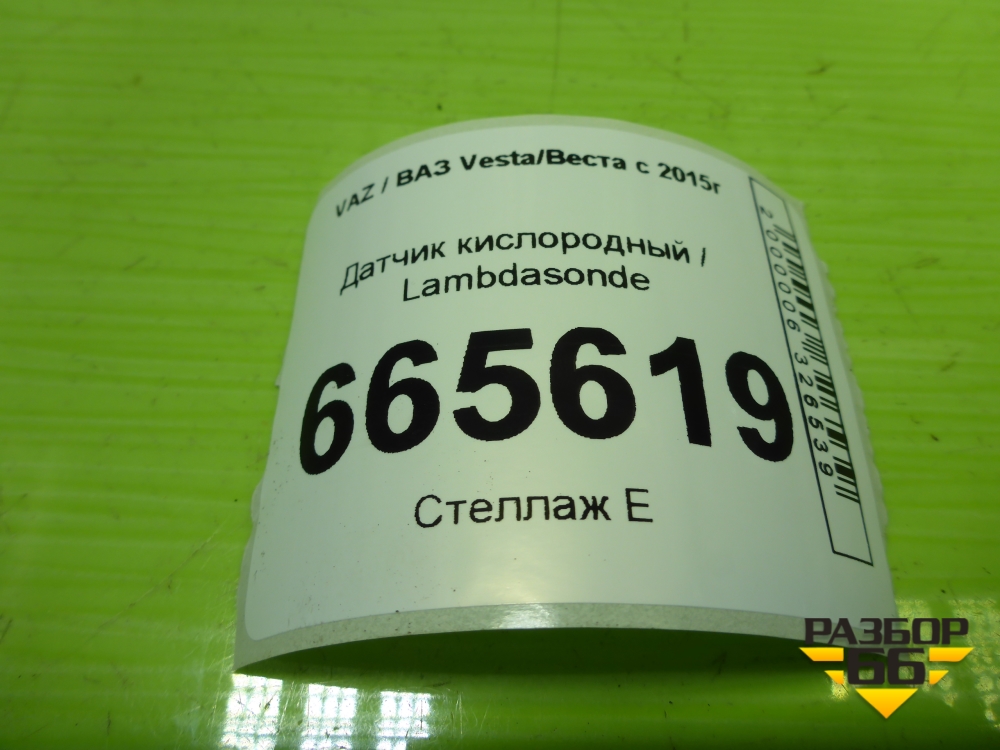 VAZ / ВАЗ Vesta/Веста с 2015г
Датчик кислородный /
Lambdasonde
665619
Стеллаж Е
2000006326539
РАЗБОР
66